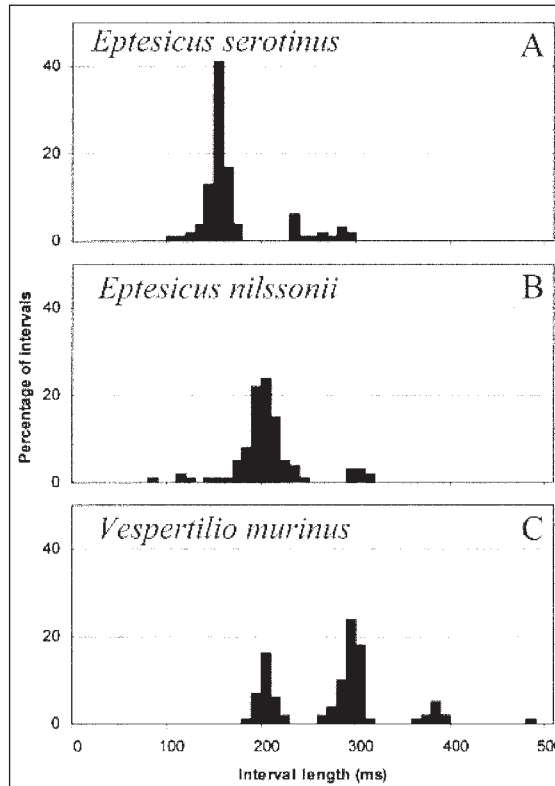 Eptesicus serotinus A
40
20
0
Eptesicus nilssonii B
40
20
0
Percentage of intervals
Vespertilio murinus C
40
20
0
0 100 200 300 400 500
Interval length (ms)